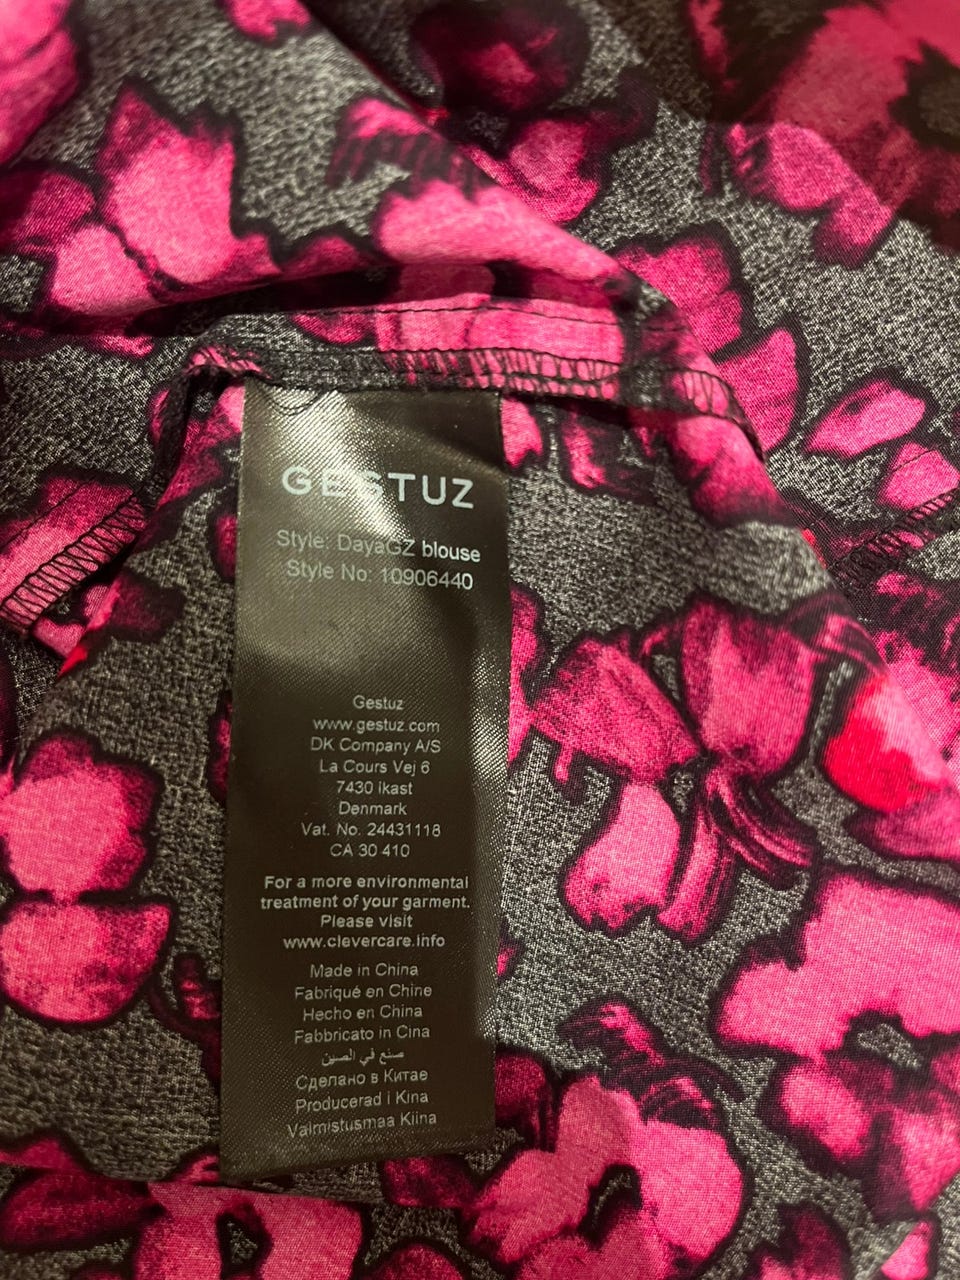 GESTUZ
Style: DayaGZ blouse
Style No: 10906440
Gestuz
www.gestuz.com
DK Company A/S
La Cours Vej 6
7430 Ikast
Denmark
Vat. No. 24431118
CA 30 410
For a more environmental
treatment of your garment.
Please visit
www.clevercare.info
Made in China
Fabriqué en Chine
Hecho en China
Fabbricato in Cina
صنع في الصين
Сделано в Китае
Producerad i Kina
Valmistusmaa Kiina